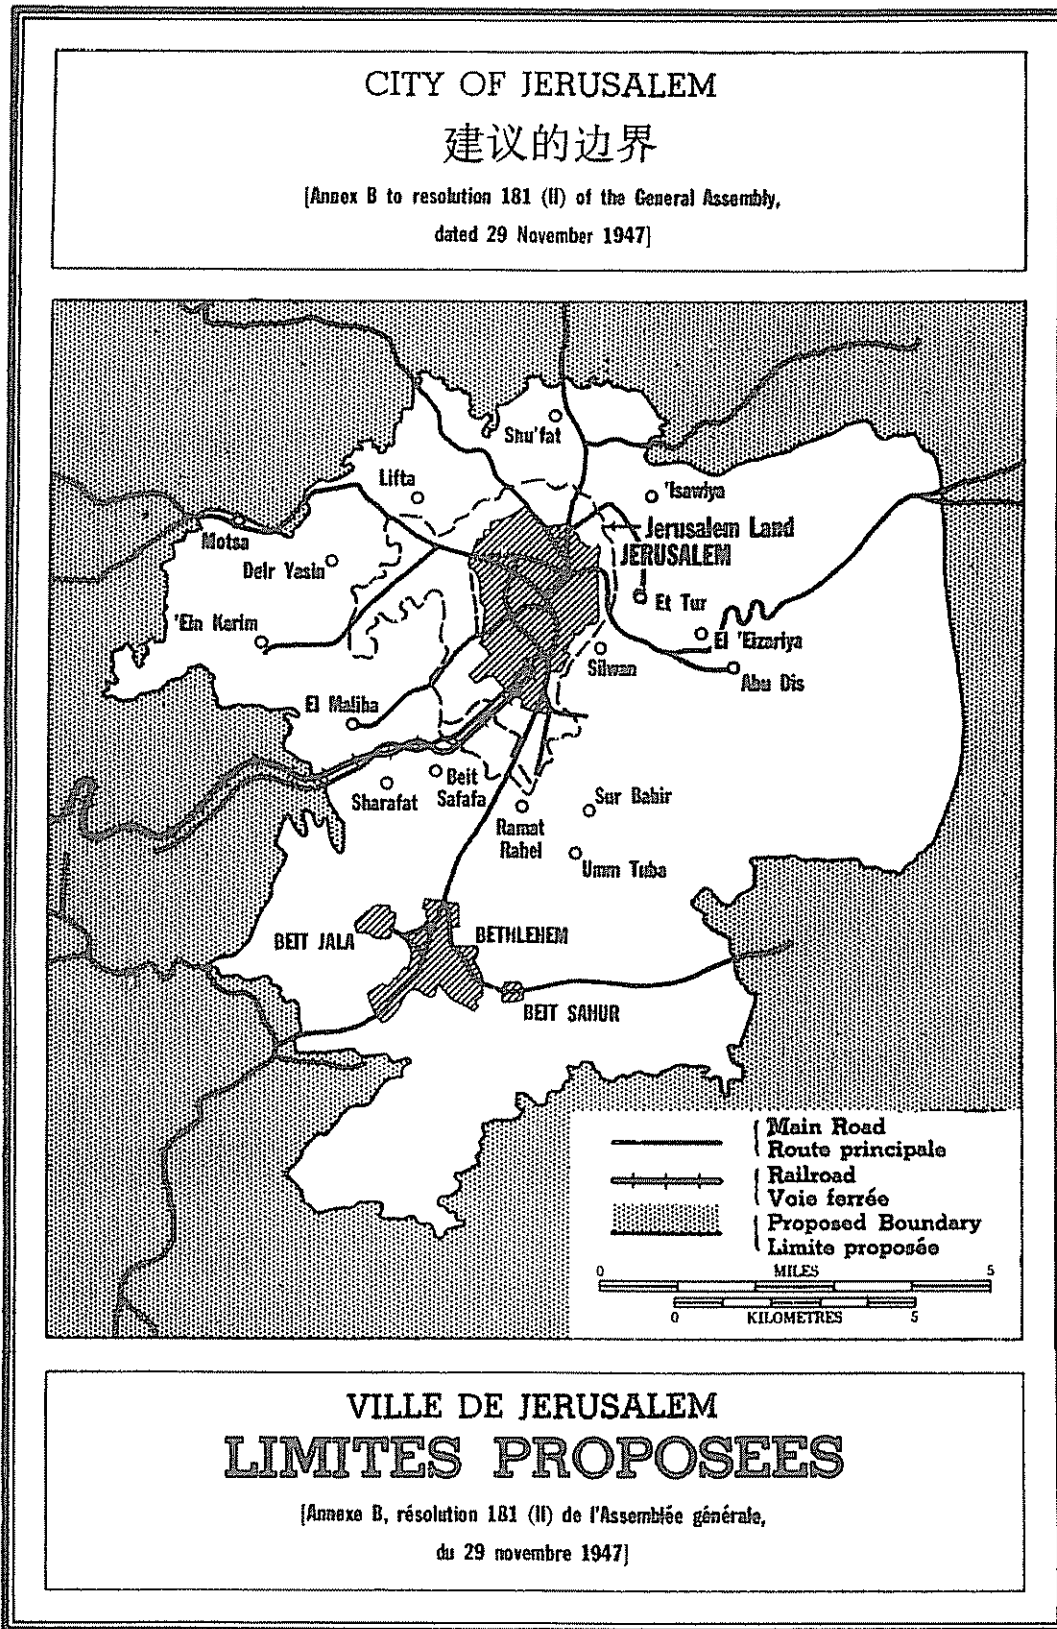 CITY OF JERUSALEM
建议的边界
[Annex B to resolution 181 (II) of the General Assembly,
dated 29 November 1947]
Shu'fat
Lifta
'Isawiya
Jerusalem Land
JERUSALEM
Motsa
Deir Yasin
Et Tur
'Ein Karim
El 'Eizariya
Silwan
Abu Dis
El Maliha
Beit
Safafa
Sharafat
Sur Bahir
Ramat
Rahel
Umm Tuba
BEIT JALA
BETHLEHEM
BEIT SAHUR
Main Road
Route principale
Railroad
Voie ferrée
Proposed Boundary
Limite proposée
0 MILES 5
0 KILOMETRES 5
VILLE DE JERUSALEM
LIMITES PROPOSEES
[Annexe B, résolution 181 (II) de l'Assemblée générale,
du 29 novembre 1947]